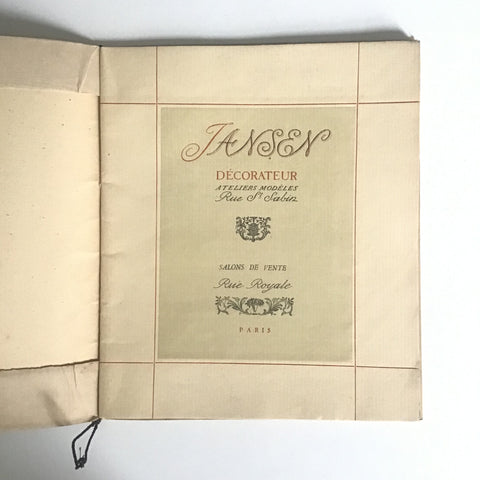 JANSEN
DÉCORATEUR
ATELIERS MODÈLES
Rue St Sabin
SALONS DE VENTE
Rue Royale
PARIS